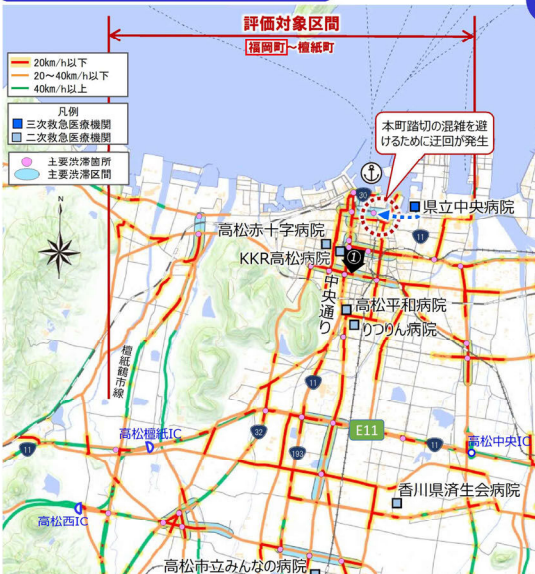 評価対象区間
福岡町～檀紙町
20km/h以下
20～40km/h以下
40km/h以上
凡例
三次救急医療機関
二次救急医療機関
主要渋滞箇所
主要渋滞区間
本町踏切の混雑を避
けるために迂回が発生
N
30
県立中央病院
高松赤十字病院
11
KKR高松病院
①
中央通り
高松平和病院
りつりん病院
檀紙鶴市線
11
32
E11
高松檀紙IC
11
193
11
高松中央IC
香川県済生会病院
高松西IC
高松市立みんなの病院